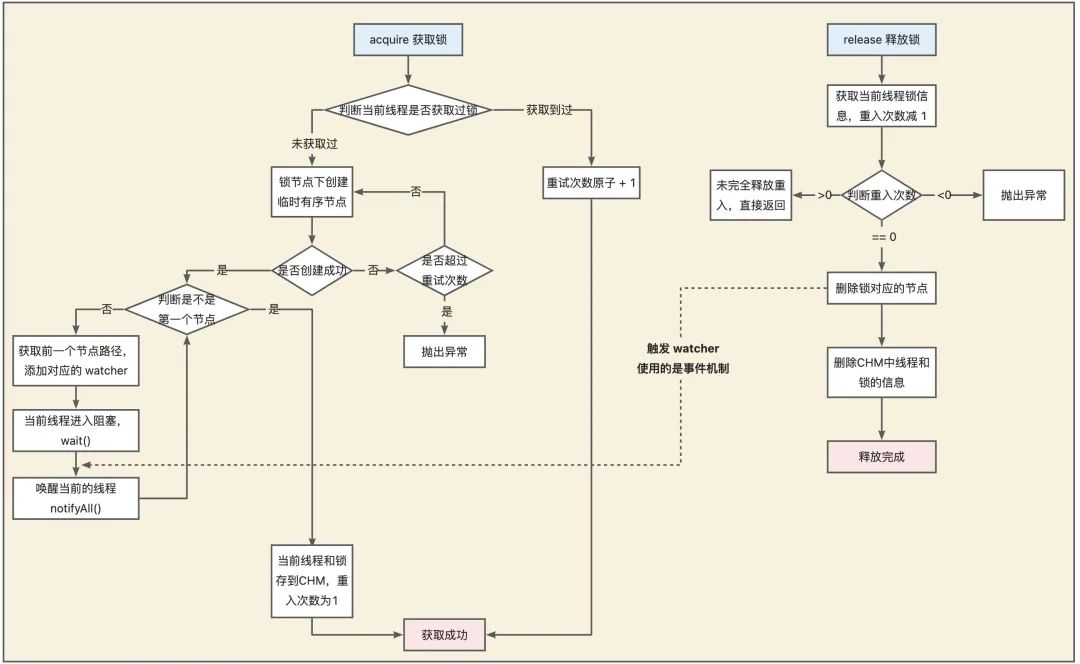 acquire 获取锁
判断当前线程是否获取过锁
获取到过
未获取过
重试次数原子 + 1
锁节点下创建
临时有序节点
否
是否创建成功
否
是否超过
重试次数
是
抛出异常
是
判断是不是
第一个节点
否
是
获取前一个节点路径，
添加对应的 watcher
当前线程进入阻塞，
wait()
唤醒当前的线程
notifyAll()
当前线程和锁
存到CHM，重
入次数为1
获取成功
触发 watcher
使用的是事件机制
release 释放锁
获取当前线程锁信
息，重入次数减 1
判断重入次数
>0
未完全释放重
入，直接返回
<0
抛出异常
== 0
删除锁对应的节点
删除CHM中线程和
锁的信息
释放完成